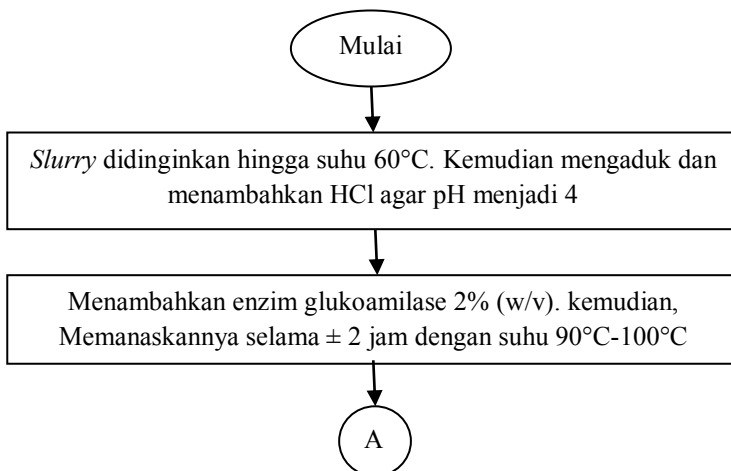 Mulai
Slurry didinginkan hingga suhu 60°C. Kemudian mengaduk dan
menambahkan HCl agar pH menjadi 4
Menambahkan enzim glukoamilase 2% (w/v). kemudian,
Memanaskannya selama ± 2 jam dengan suhu 90°C-100°C
A